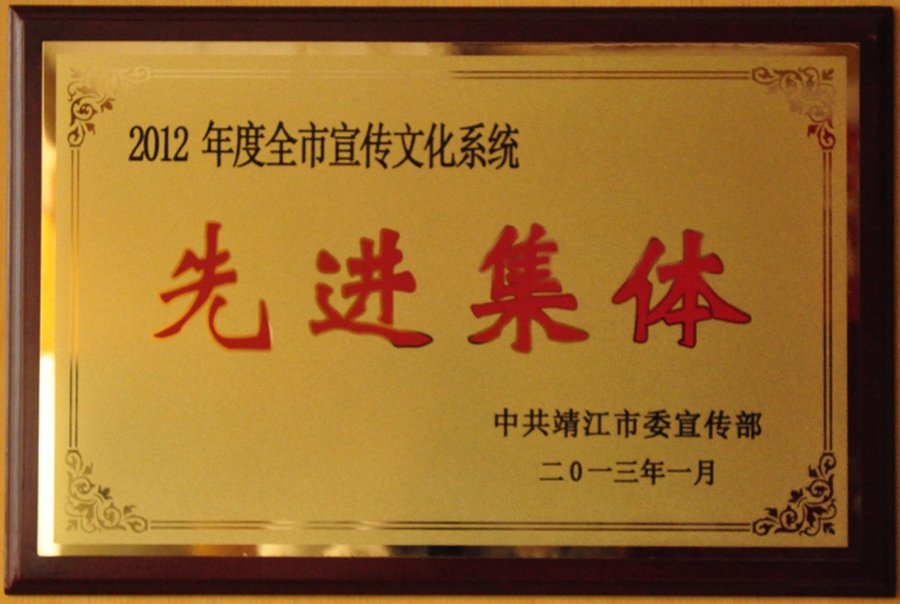 2012 年度全市宣传文化系统
先进集体
中共靖江市委宣传部
二0一三年一月